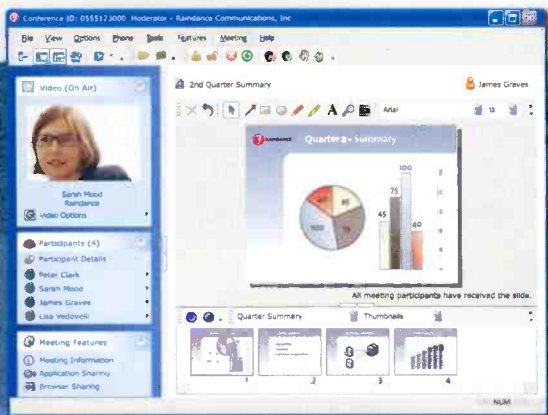 Conference ID: 0555123000 Moderator - Raindance Communications, Inc
File View Options Phone Tools Features Meeting Help
Video (On Air)
Sarah Mood
Raindance
Video Options
Participants (4)
Participant Details
Peter Clark
Sarah Mood
James Graves
Lisa Vedovelli
Meeting Features
Meeting Information
Application Sharing
Browser Sharing
2nd Quarter Summary
James Graves
A
Arial
12
Quartera- Summary
45
75
100
40
All meeting participants have received the slide.
Quarter Summary
Thumbnails
1
2
3
4
NUM